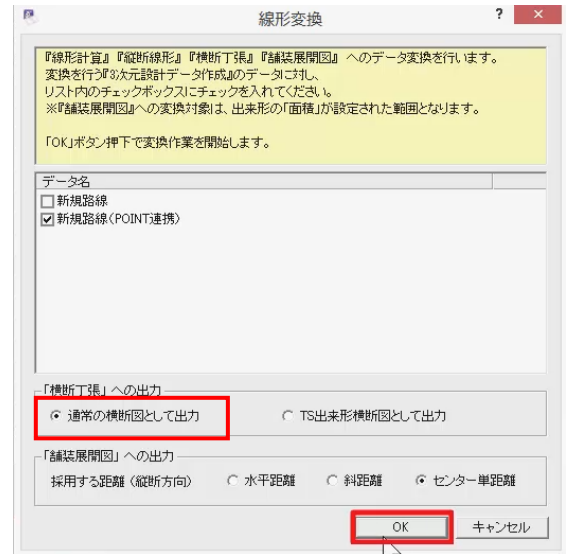 線形変換
?
×
『線形計算』『縦断線形』『横断丁張』『舗装展開図』 へのデータ変換を行います。
変換を行う『3次元設計データ作成』のデータに対し、
リスト内のチェックボックスにチェックを入れてください。
※『舗装展開図』への変換対象は、出来形の「面積」が設定された範囲となります。
「OK」ボタン押下で変換作業を開始します。
データ名
新規路線
新規路線(POINT連携)
「横断丁張」への出力
通常の横断図として出力 TS出来形横断図として出力
「舗装展開図」への出力
採用する距離(縦断方向) 水平距離 斜距離 センター単距離
OK キャンセル